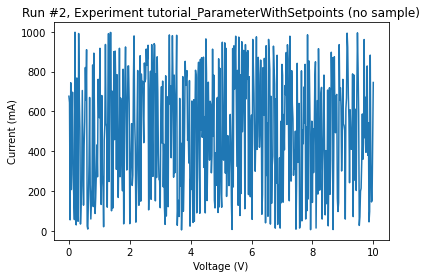 Run #2, Experiment tutorial_ParameterWithSetpoints (no sample)
1000
800
600
400
200
0
Current (mA)
0 2 4 6 8 10
Voltage (V)